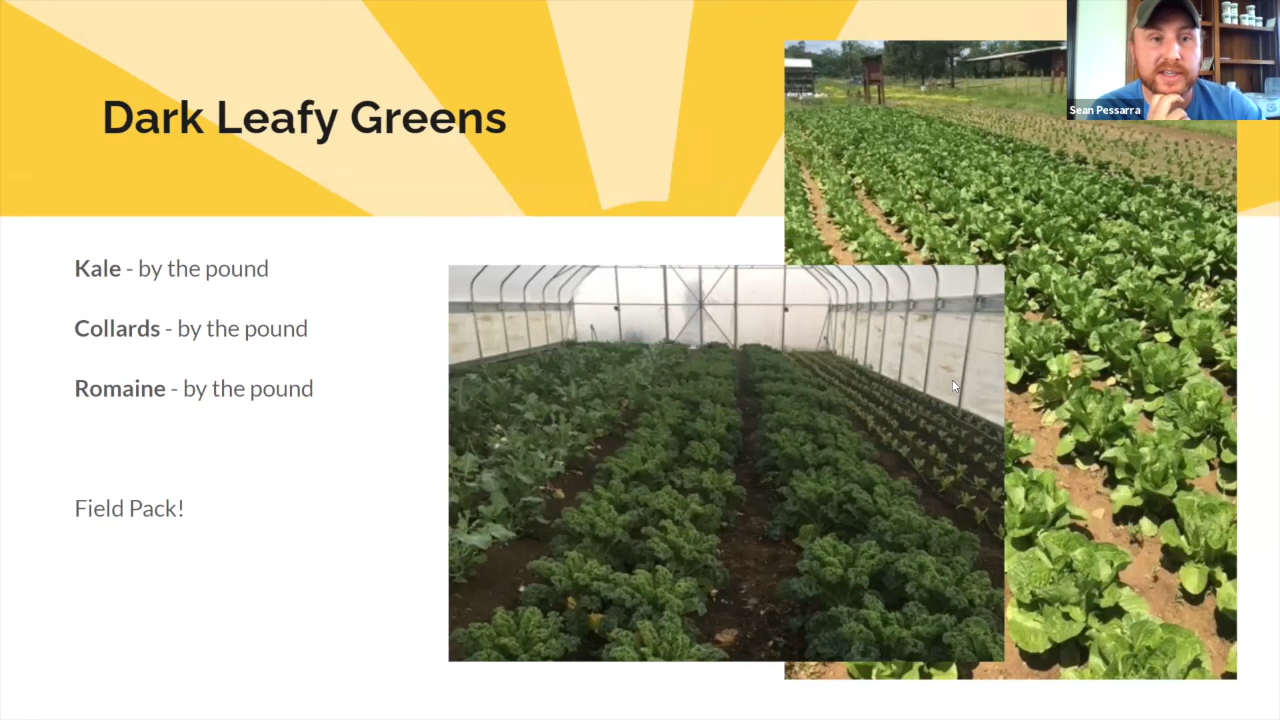 Dark Leafy Greens
Sean Pessarra
Kale - by the pound
Collards - by the pound
Romaine - by the pound
Field Pack!